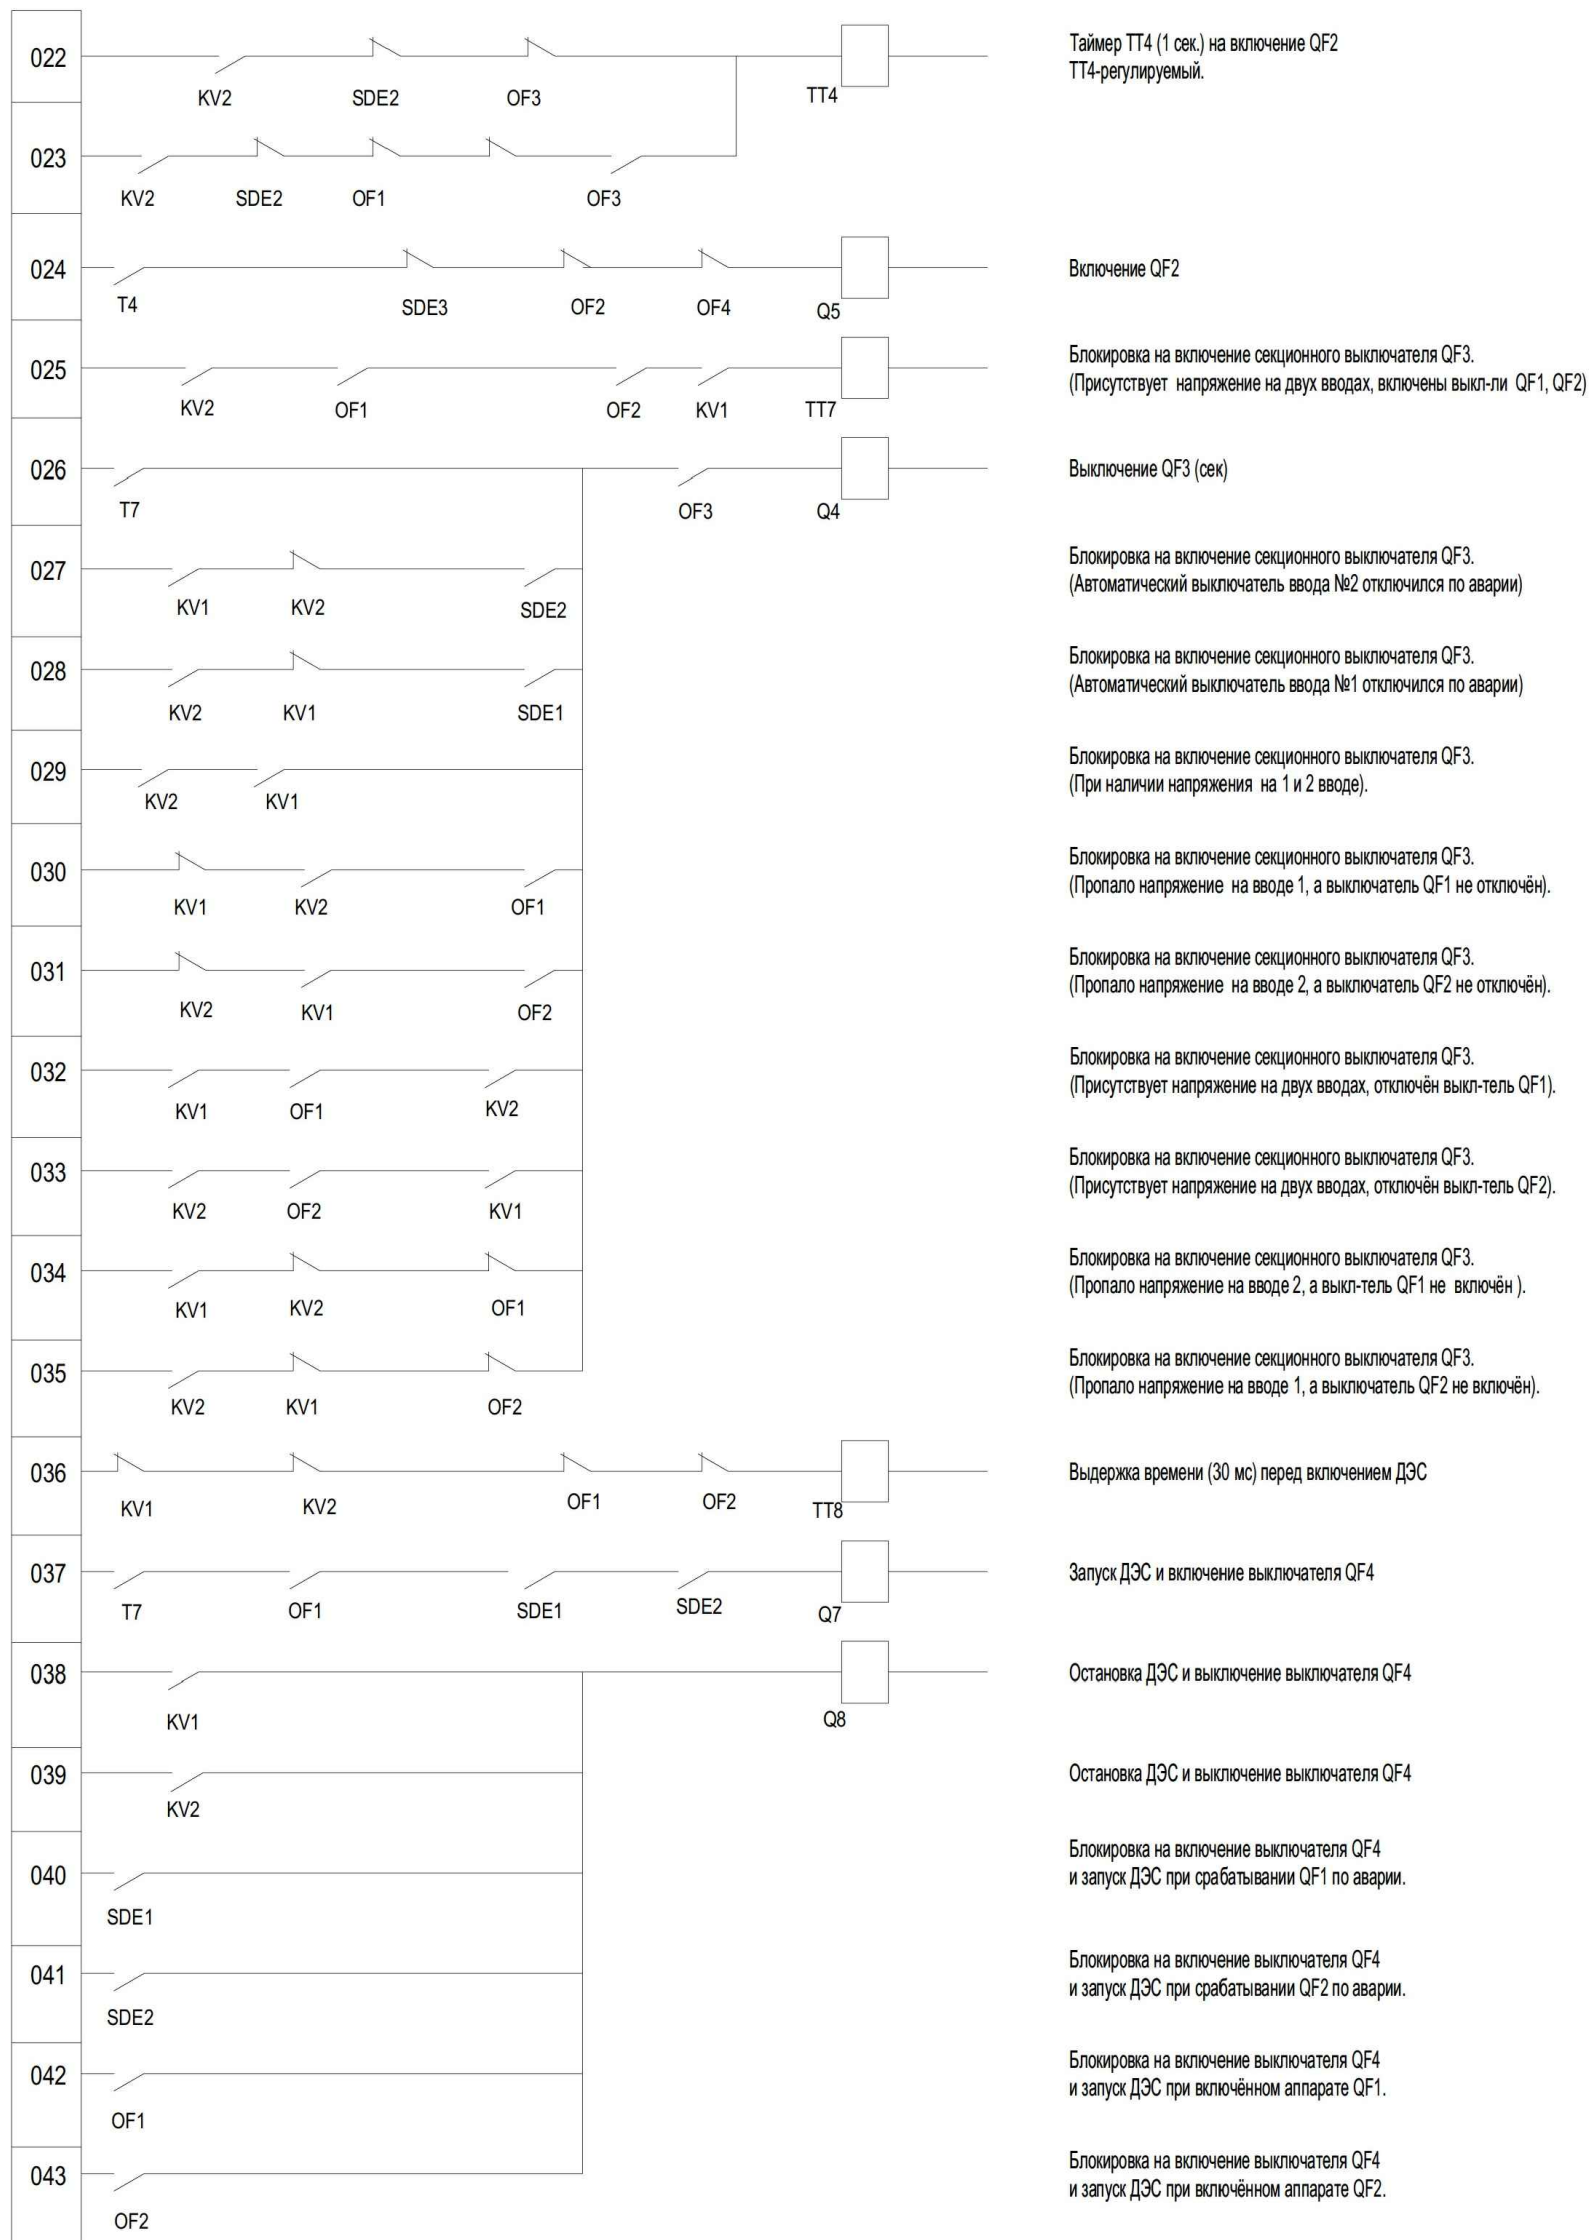 022
KV2 SDE2 OF3 TT4
Таймер ТТ4 (1 сек.) на включение QF2
ТТ4-регулируемый.
023
KV2 SDE2 OF1 OF3
024
T4 SDE3 OF2 OF4 Q5
Включение QF2
025
KV2 OF1 OF2 KV1 TT7
Блокировка на включение секционного выключателя QF3.
(Присутствует напряжение на двух вводах, включены выкл-ли QF1, QF2)
026
T7 OF3 Q4
Выключение QF3 (сек)
027
KV1 KV2 SDE2
Блокировка на включение секционного выключателя QF3.
(Автоматический выключатель ввода №2 отключился по аварии)
028
KV2 KV1 SDE1
Блокировка на включение секционного выключателя QF3.
(Автоматический выключатель ввода №1 отключился по аварии)
029
KV2 KV1
Блокировка на включение секционного выключателя QF3.
(При наличии напряжения на 1 и 2 вводе).
030
KV1 KV2 OF1
Блокировка на включение секционного выключателя QF3.
(Пропало напряжение на вводе 1, а выключатель QF1 не отключён).
031
KV2 KV1 OF2
Блокировка на включение секционного выключателя QF3.
(Пропало напряжение на вводе 2, а выключатель QF2 не отключён).
032
KV1 OF1 KV2
Блокировка на включение секционного выключателя QF3.
(Присутствует напряжение на двух вводах, отключён выкл-тель QF1).
033
KV2 OF2 KV1
Блокировка на включение секционного выключателя QF3.
(Присутствует напряжение на двух вводах, отключён выкл-тель QF2).
034
KV1 KV2 OF1
Блокировка на включение секционного выключателя QF3.
(Пропало напряжение на вводе 2, а выкл-тель QF1 не включён ).
035
KV2 KV1 OF2
Блокировка на включение секционного выключателя QF3.
(Пропало напряжение на вводе 1, а выключатель QF2 не включён).
036
KV1 KV2 OF1 OF2 TT8
Выдержка времени (30 мс) перед включением ДЭС
037
T7 OF1 SDE1 SDE2 Q7
Запуск ДЭС и включение выключателя QF4
038
KV1 Q8
Остановка ДЭС и выключение выключателя QF4
039
KV2
Остановка ДЭС и выключение выключателя QF4
040
SDE1
Блокировка на включение выключателя QF4
и запуск ДЭС при срабатывании QF1 по аварии.
041
SDE2
Блокировка на включение выключателя QF4
и запуск ДЭС при срабатывании QF2 по аварии.
042
OF1
Блокировка на включение выключателя QF4
и запуск ДЭС при включённом аппарате QF1.
043
OF2
Блокировка на включение выключателя QF4
и запуск ДЭС при включённом аппарате QF2.